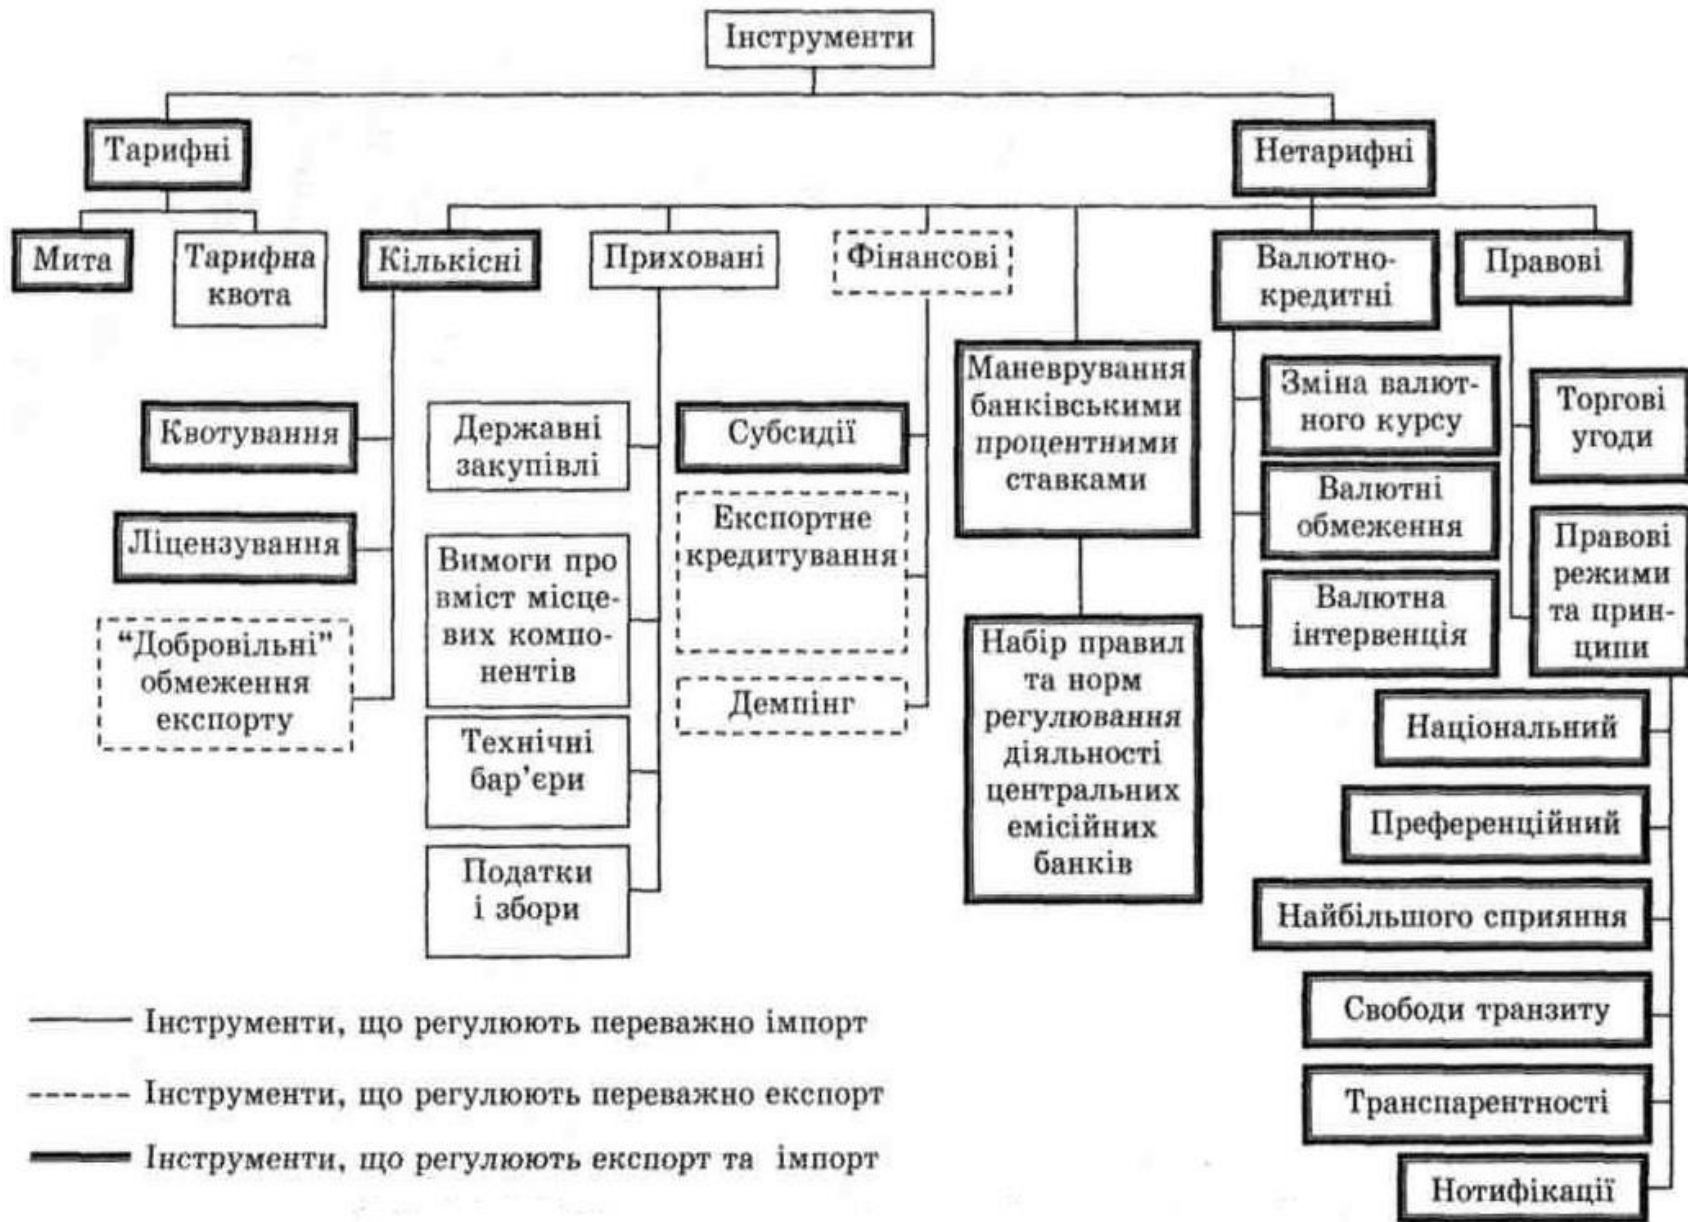 Інструменти
Тарифні
Нетарифні
Мита
Тарифна
квота
Кількісні
Приховані
Фінансові
Валютно-
кредитні
Правові
Квотування
Ліцензування
“Добровільні”
обмеження
експорту
Державні
закупівлі
Вимоги про
вміст місце-
вих компо-
нентів
Технічні
бар’єри
Податки
і збори
Субсидії
Експортне
кредитування
Демпінг
Маневрування
банківськими
процентними
ставками
Набір правил
та норм
регулювання
діяльності
центральних
емісійних
банків
Зміна валют-
ного курсу
Валютні
обмеження
Валютна
інтервенція
Торгові
угоди
Правові
режими
та прин-
ципи
Національний
Преференційний
Найбільшого сприяння
Свободи транзиту
Транспарентності
Нотифікації
Інструменти, що регулюють переважно імпорт
Інструменти, що регулюють переважно експорт
Інструменти, що регулюють експорт та імпорт